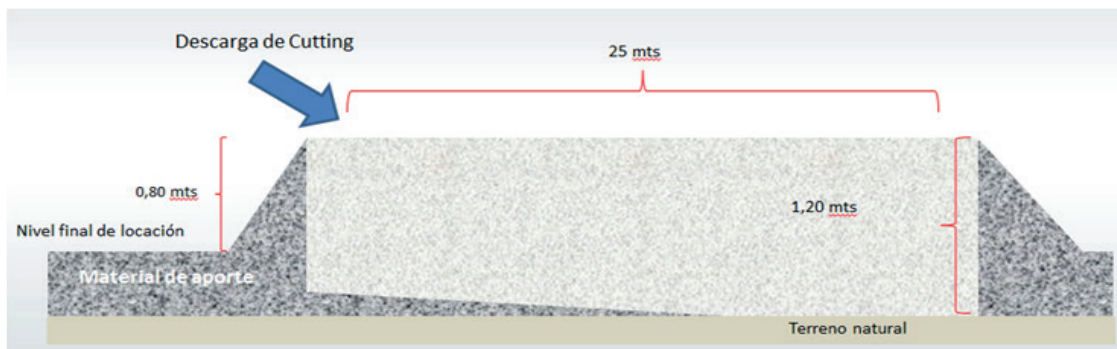 Descarga de Cutting
25 mts
0,80 mts
1,20 mts
Nivel final de locación
Material de aporte
Terreno natural